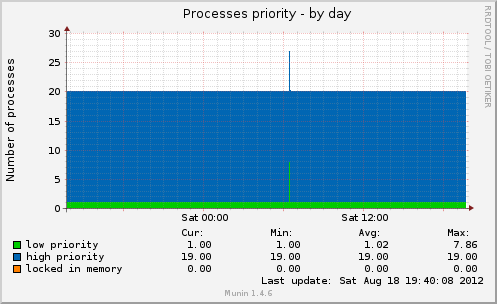 Processes priority - by day
RRDTOOL / TOBI OETIKER
Number of processes
30
25
20
15
10
5
0
Sat 00:00 Sat 12:00
Cur: Min: Avg: Max:
low priority 1.00 1.00 1.02 7.86
high priority 19.00 19.00 19.00 19.00
locked in memory 0.00 0.00 0.00 0.00
Last update: Sat Aug 18 19:40:08 2012
Munin 1.4.6